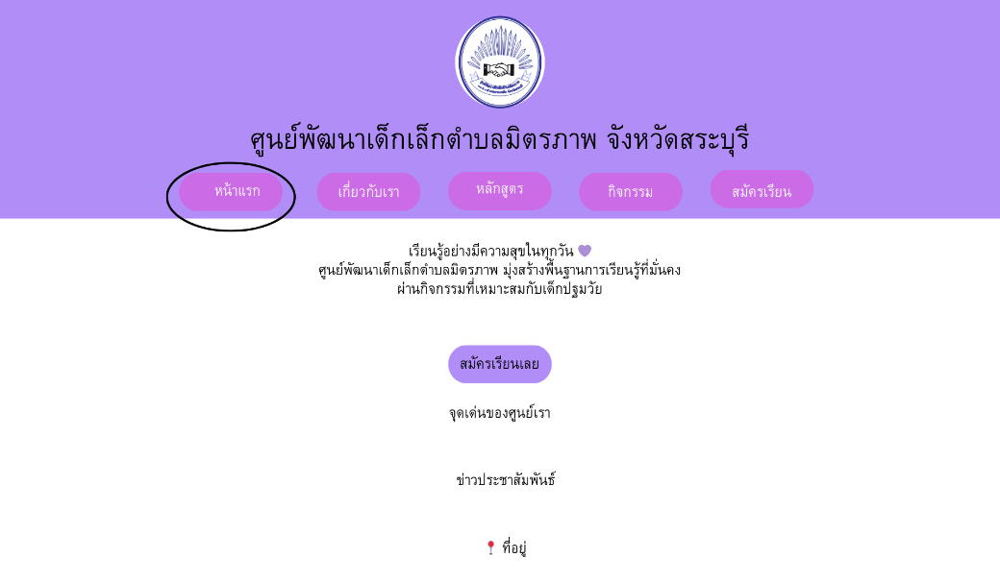 ศูนย์พัฒนาเด็กเล็กตำบลมิตรภาพ จังหวัดสระบุรี
หน้าแรก
เกี่ยวกับเรา
หลักสูตร
กิจกรรม
สมัครเรียน
เรียนรู้อย่างมีความสุขในทุกวัน 💜
ศูนย์พัฒนาเด็กเล็กตำบลมิตรภาพ มุ่งสร้างพื้นฐานการเรียนรู้ที่มั่นคง
ผ่านกิจกรรมที่เหมาะสมกับเด็กปฐมวัย
สมัครเรียนเลย
จุดเด่นของศูนย์เรา
ข่าวประชาสัมพันธ์
📍 ที่อยู่